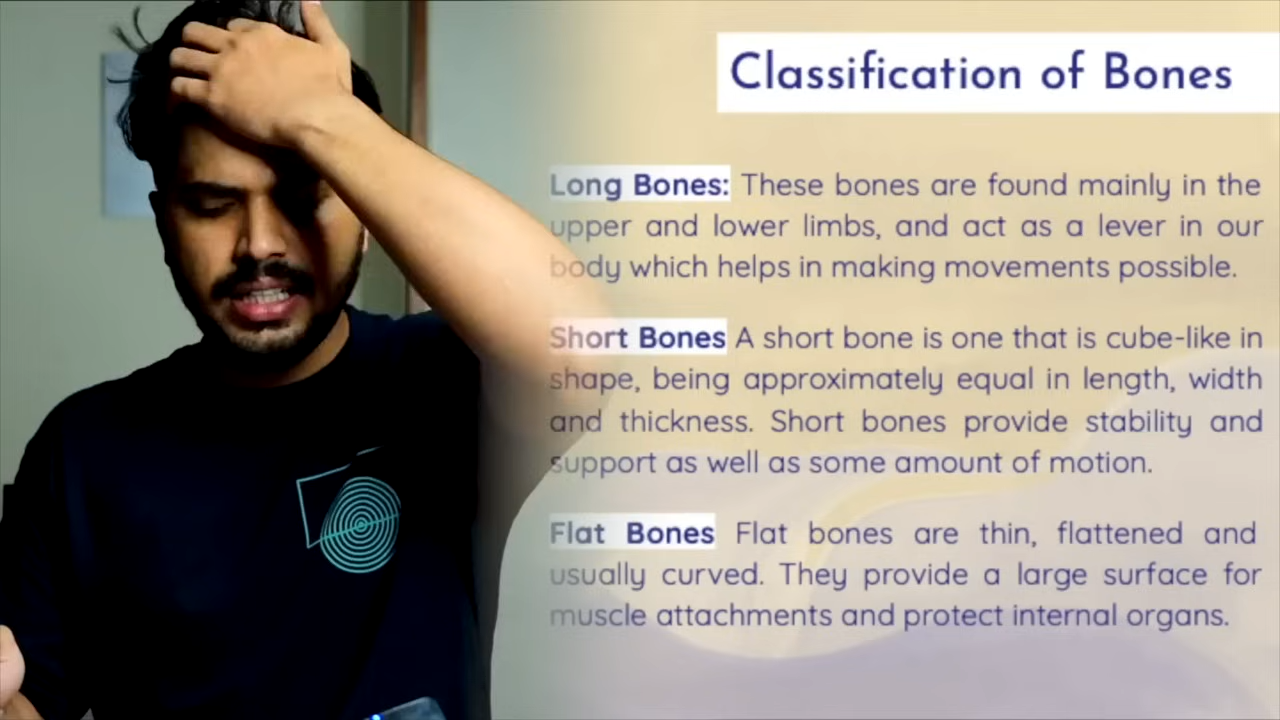 Classification of Bones
Long Bones: These bones are found mainly in the
upper and lower limbs, and act as a lever in our
body which helps in making movements possible.
Short Bones A short bone is one that is cube-like in
shape, being approximately equal in length, width
and thickness. Short bones provide stability and
support as well as some amount of motion.
Flat Bones Flat bones are thin, flattened and
usually curved. They provide a large surface for
muscle attachments and protect internal organs.